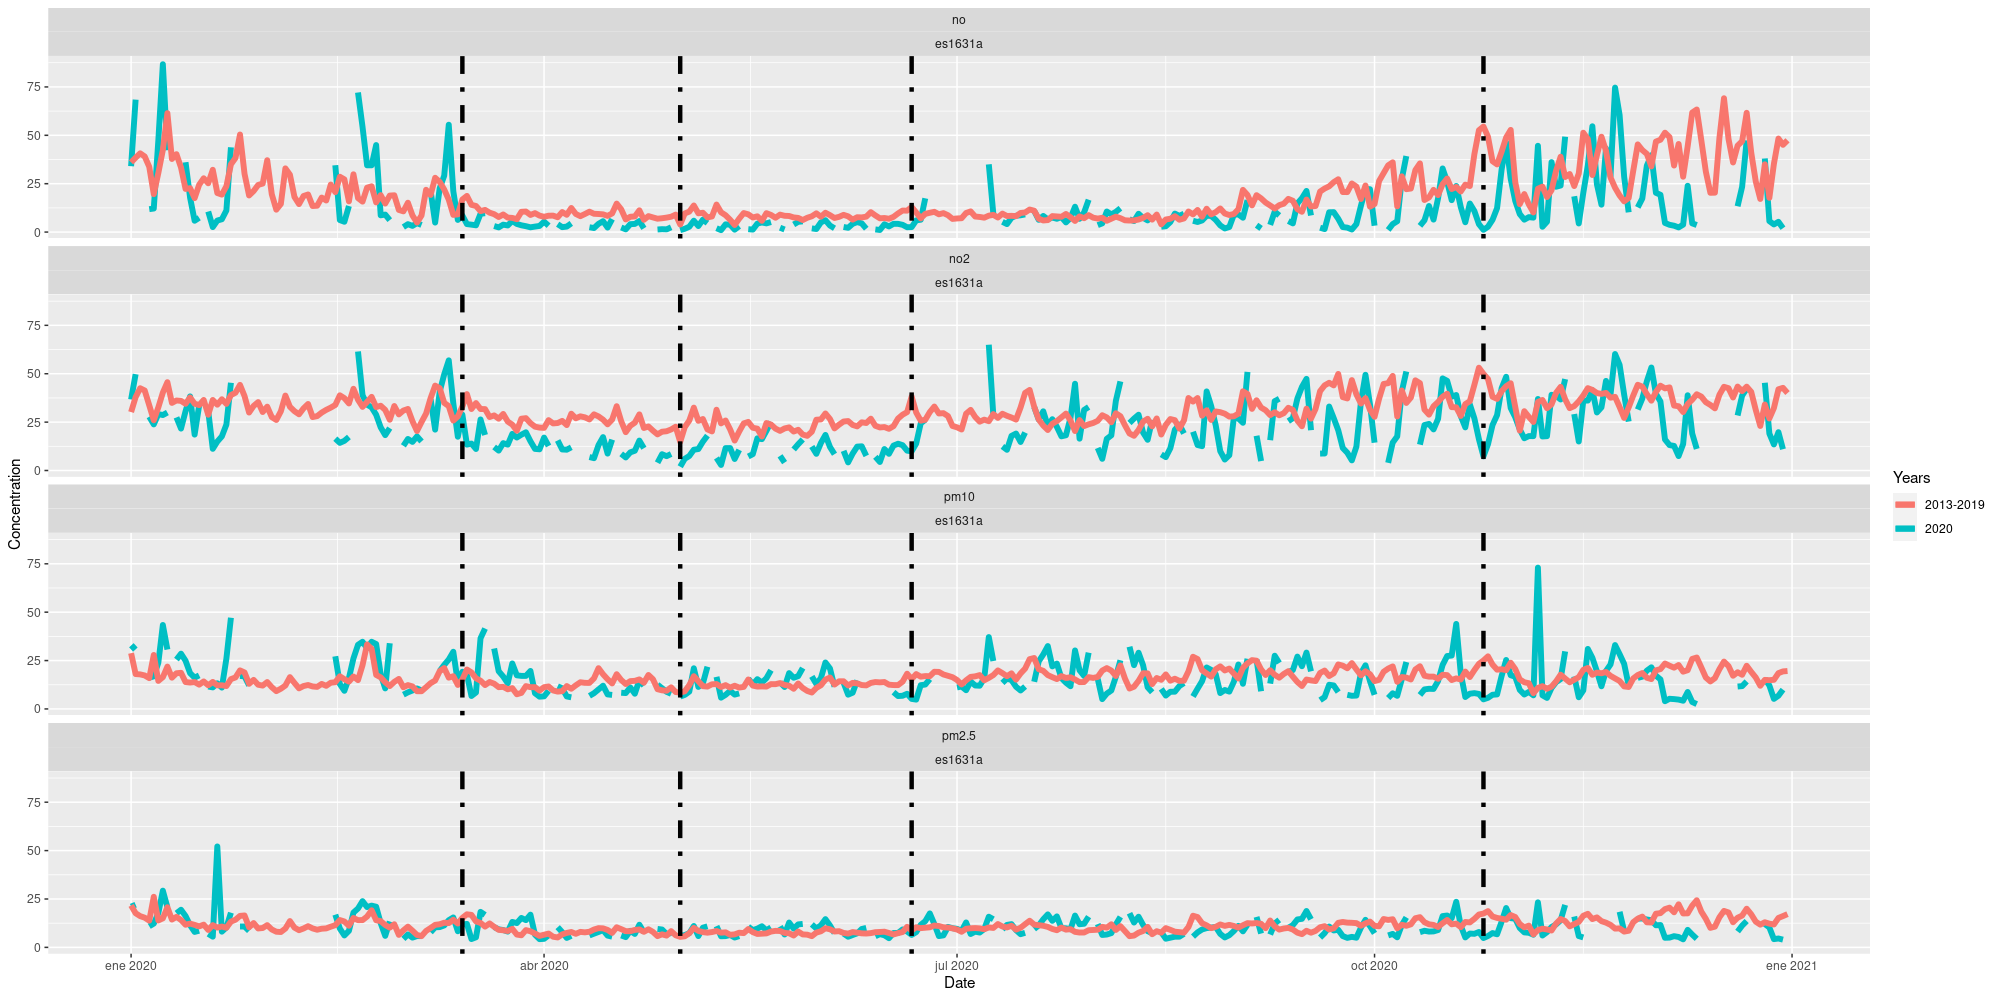 no
es1631a
75
50
25
0
no2
es1631a
75
50
25
0
pm10
es1631a
75
50
25
0
pm2.5
es1631a
75
50
25
0
ene 2020
abr 2020
jul 2020
oct 2020
ene 2021
Date
Concentration
Years
2013-2019
2020